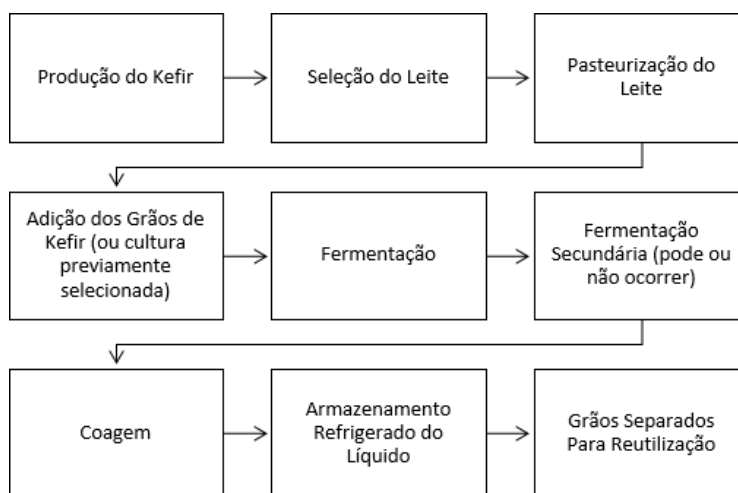 Produção do Kefir
Seleção do Leite
Pasteurização do
Leite
Adição dos Grãos de
Kefir (ou cultura
previamente
selecionada)
Fermentação
Fermentação
Secundária (pode ou
não ocorrer)
Coagem
Armazenamento
Refrigerado do
Líquido
Grãos Separados
Para Reutilização